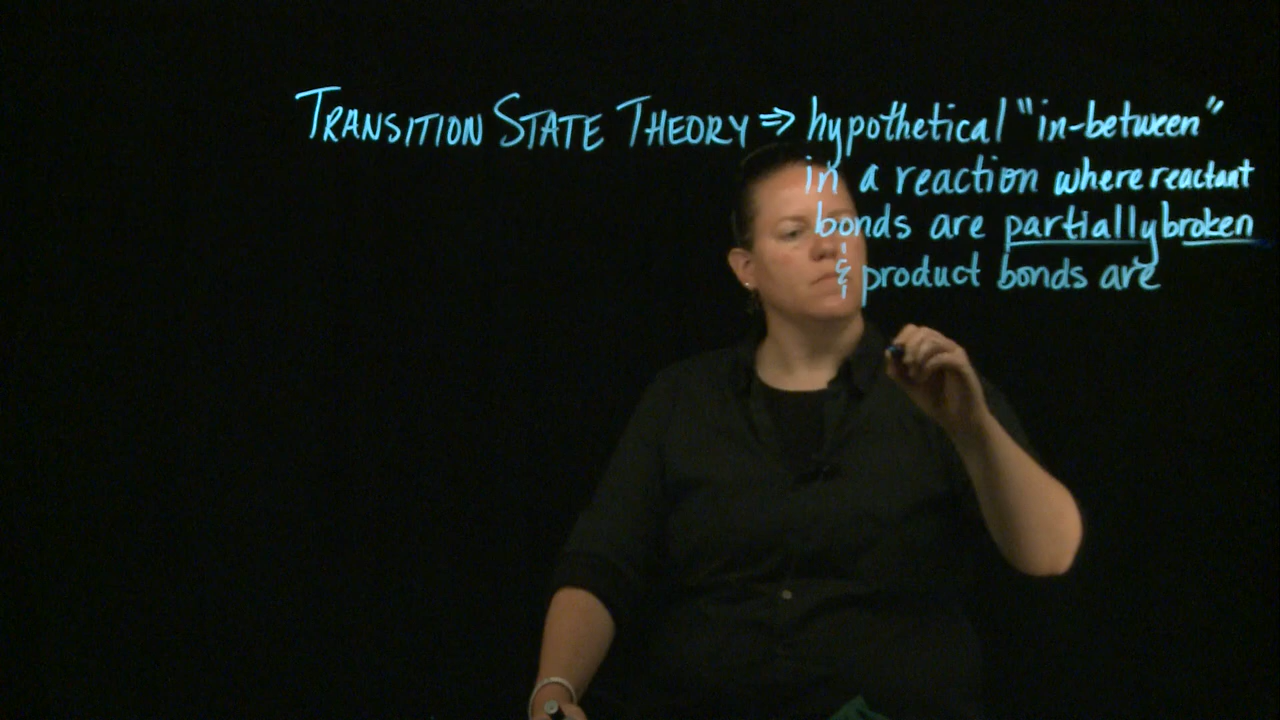 TRANSITION STATE THEORY ⇒ hypothetical "in-between"
in a reaction where reactant
bonds are partially broken
& product bonds are